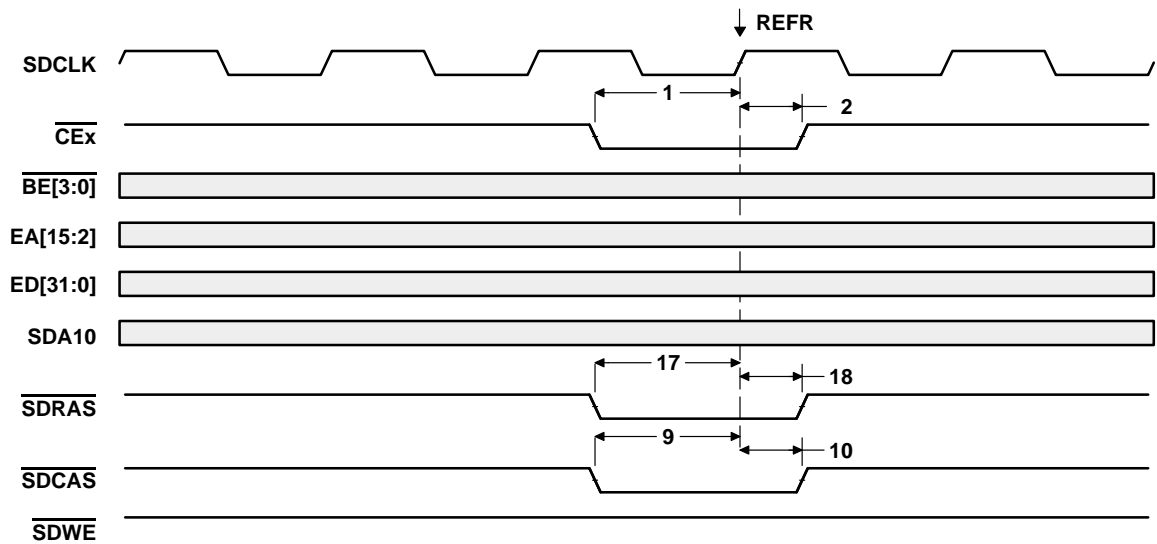 REFR
SDCLK
1
2
CEx
BE[3:0]
EA[15:2]
ED[31:0]
SDA10
17
18
SDRAS
9
10
SDCAS
SDWE